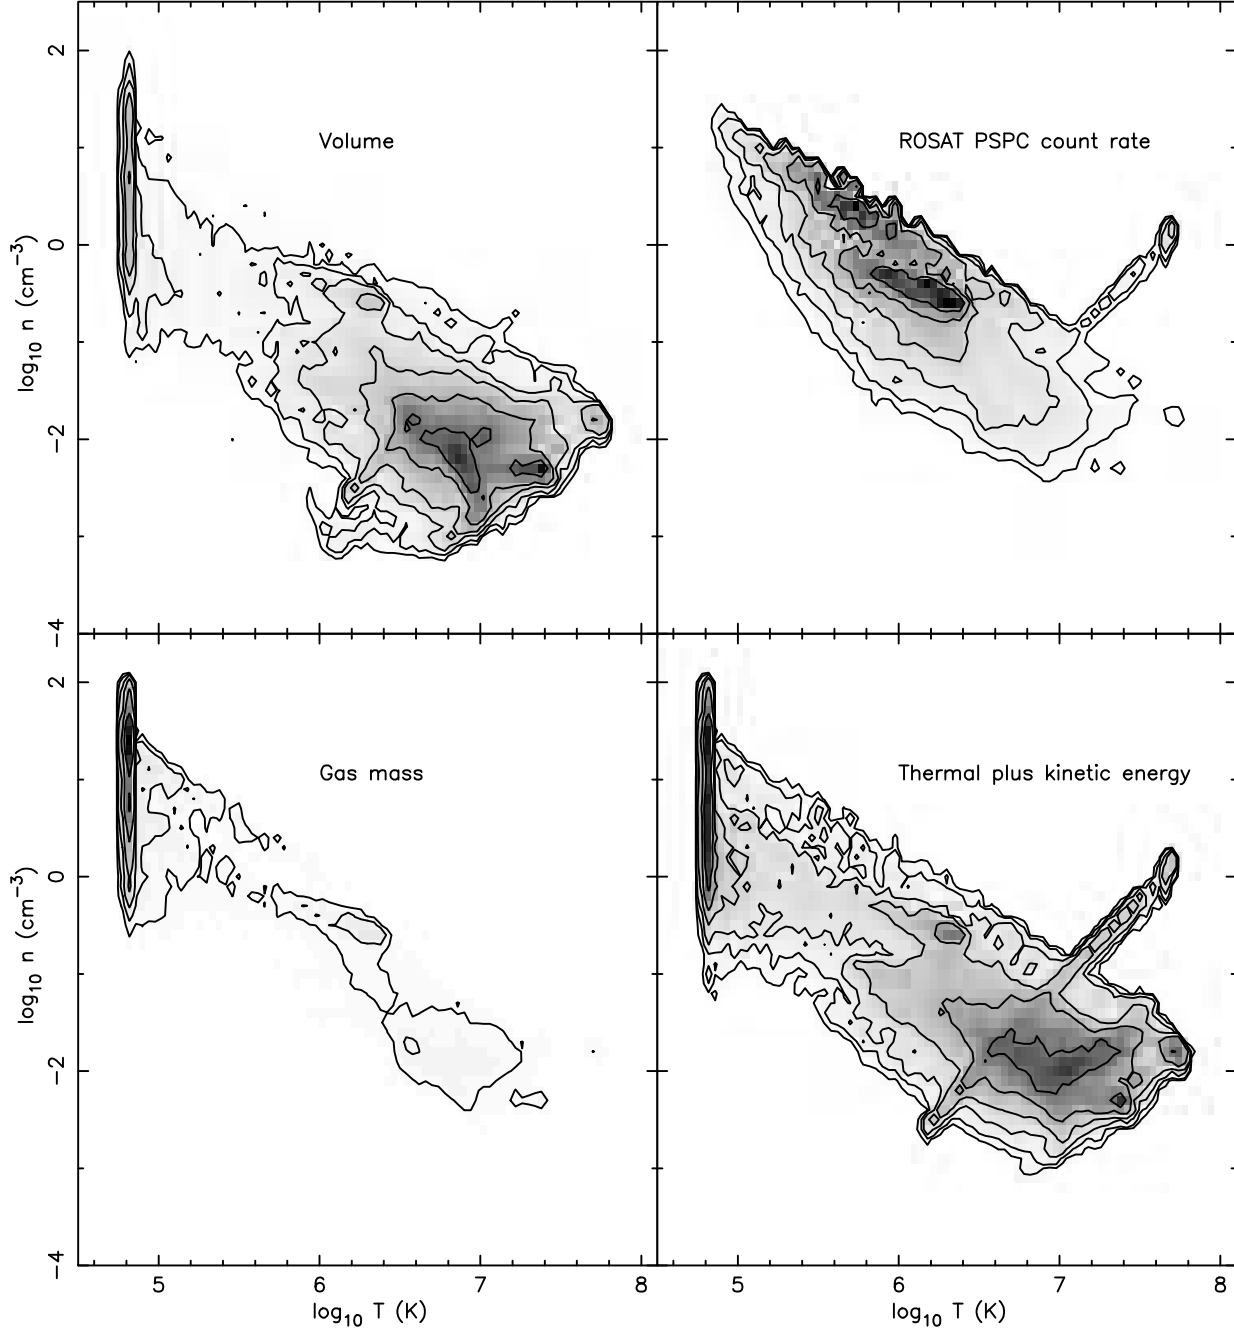 2
0
−2
−4
log10 n (cm−3)
Volume
ROSAT PSPC count rate
2
0
−2
−4
log10 n (cm−3)
Gas mass
Thermal plus kinetic energy
5 6 7 8
5 6 7 8
log10 T (K)
log10 T (K)